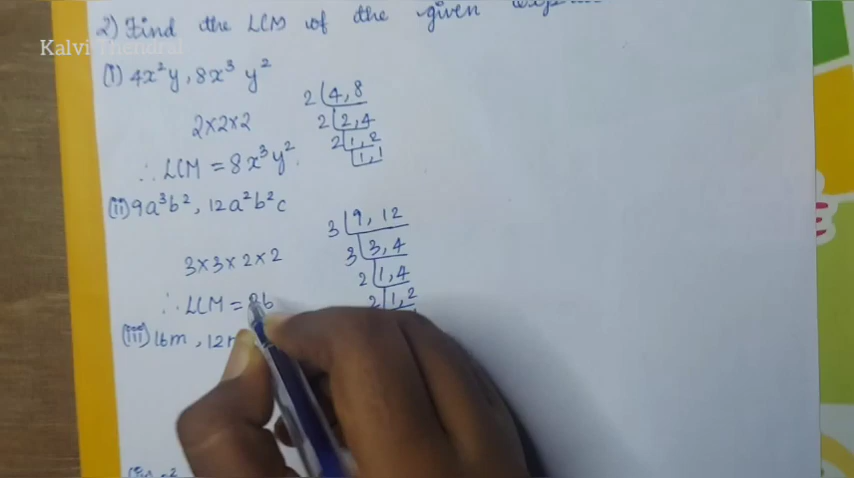 2) Find the LCM of the given
Kalvi Thendral
(i) 4x²y, 8x³ y²
2 | 4, 8
2 | 2, 4
2 | 1, 2
1, 1
2×2×2
∴ LCM = 8x³y².
(ii) 9a³b², 12a²b²c
3 | 9, 12
3 | 3, 4
2 | 1, 4
2 | 1, 2
3×3×2×2
∴ LCM =
(iii) 16m, 12